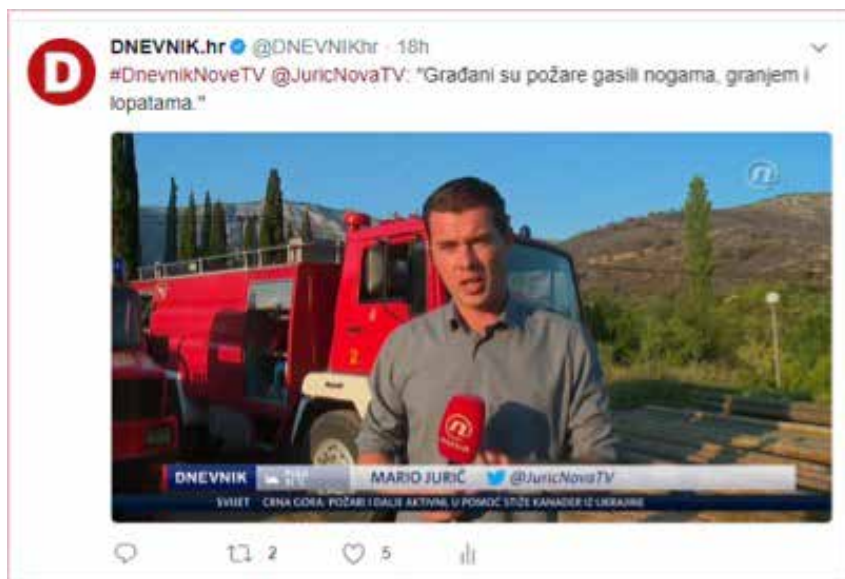 DNEVNIK.hr @DNEVNIKhr · 18h
#DnevnikNoveTV @JuricNovaTV: "Građani su požare gasili nogama, granjem i
lopatama."
DNEVNIK
MARIO JURIČ @JuricNovaTV
SVIJET CRNA GORA: POŽARI I DALJE AKTIVNI, U POMOĆ STIŽE KANADER IZ UKRAJINE
2 5